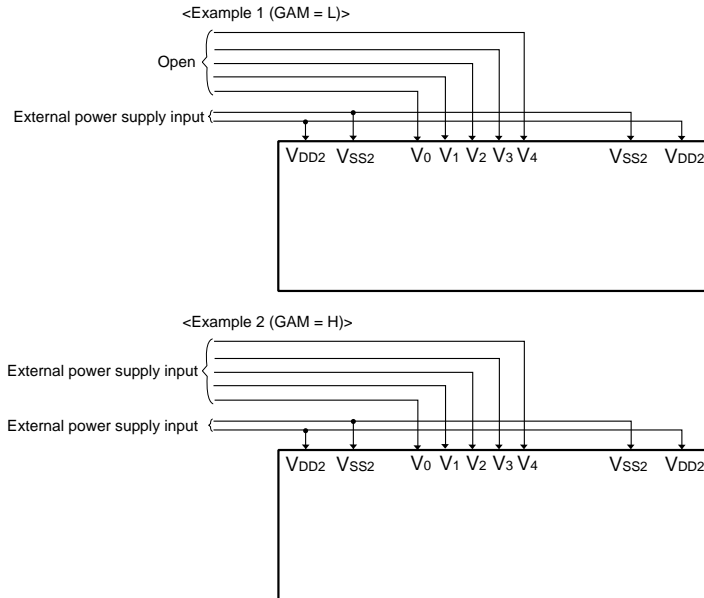 <Example 1 (GAM = L)>
Open
External power supply input
VDD2 VSS2 V0 V1 V2 V3 V4 VSS2 VDD2
<Example 2 (GAM = H)>
External power supply input
External power supply input
VDD2 VSS2 V0 V1 V2 V3 V4 VSS2 VDD2